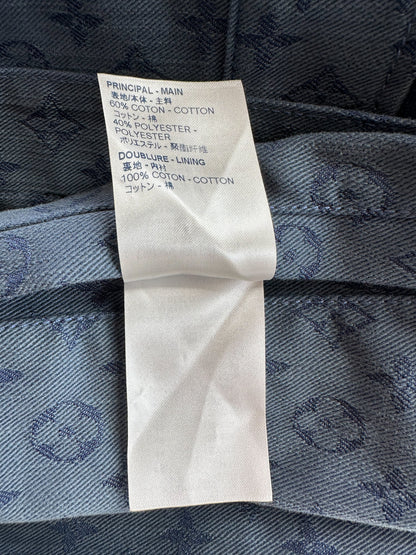 PRINCIPAL - MAIN
表地/本体 - 主料
60% COTON - COTTON
コットン - 棉
40% POLYESTER -
POLYESTER
ポリエステル - 聚酯纤维
DOUBLURE - LINING
裏地 - 内衬
100% COTON - COTTON
コットン - 棉